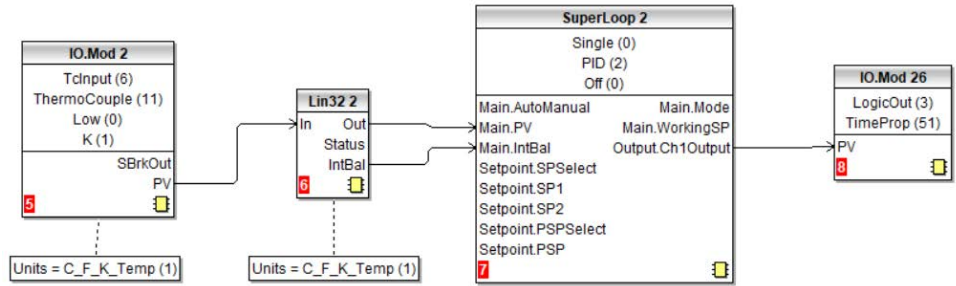 IO.Mod 2
TcInput (6)
ThermoCouple (11)
Low (0)
K (1)
SBrkOut
PV
5
Units = C_F_K_Temp (1)
Lin32 2
In Out
Status
IntBal
6
Units = C_F_K_Temp (1)
SuperLoop 2
Single (0)
PID (2)
Off (0)
Main.AutoManual Main.Mode
Main.PV Main.WorkingSP
Main.IntBal Output.Ch1Output
Setpoint.SPSelect
Setpoint.SP1
Setpoint.SP2
Setpoint.PSPSelect
Setpoint.PSP
7
IO.Mod 26
LogicOut (3)
TimeProp (51)
PV
8